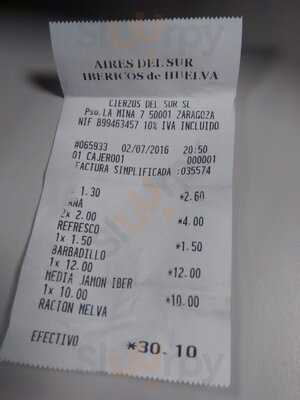 AIRES DEL SUR
IBERICOS de HUELVA
CIERZOS DEL SUR SL
Pso.LA MINA 7 50001 ZARAGOZA
NIF B99463457 10% IVA INCLUIDO
#065933 02/07/2016 20:50
01 CAJERO01 000001
FACTURA SIMPLIFICADA :035574
1.30 *2.60
2x 2.00 *4.00
REFRESCO
1x 1.50 *1.50
BARBADILLO
1x 12.00 *12.00
MEDIA JAMON IBER
1x 10.00 *10.00
RACION MELVA
EFECTIVO *30.10